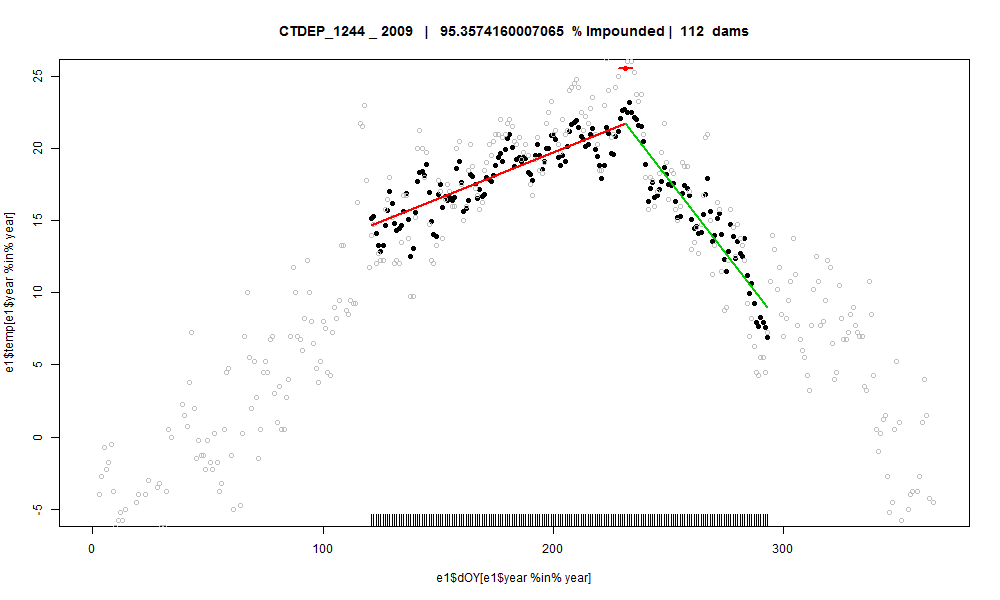 CTDEP_1244 _ 2009 | 95.3574160007065 % Impounded | 112 dams
e1$temp[e1$year %in% year]
25
20
15
10
5
0
-5
0 100 200 300
e1$dOY[e1$year %in% year]